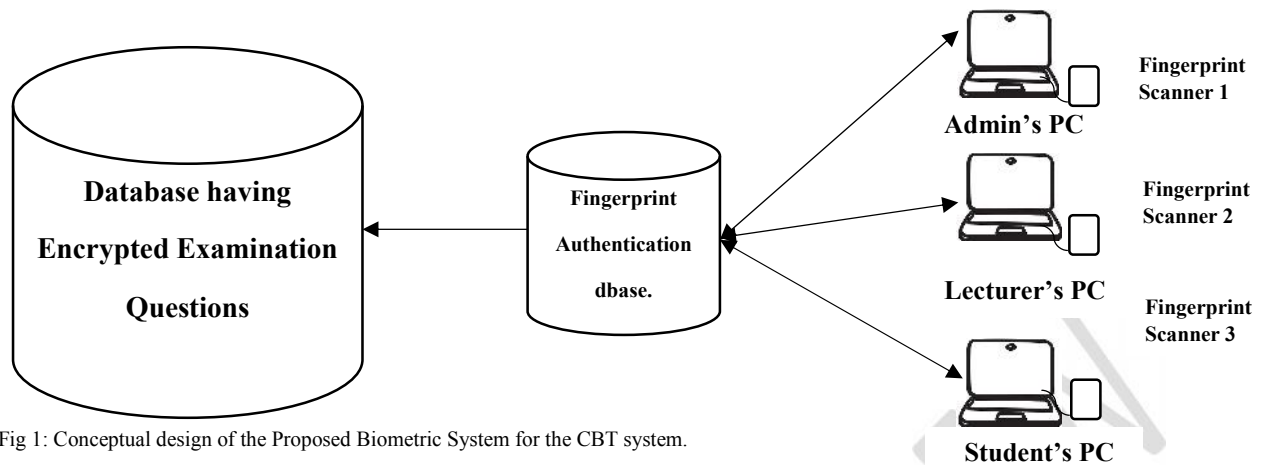 Database having
Encrypted Examination
Questions
Fingerprint
Authentication
dbase.
Fingerprint
Scanner 1
Admin’s PC
Fingerprint
Scanner 2
Lecturer’s PC
Fingerprint
Scanner 3
Student’s PC
Fig 1: Conceptual design of the Proposed Biometric System for the CBT system.